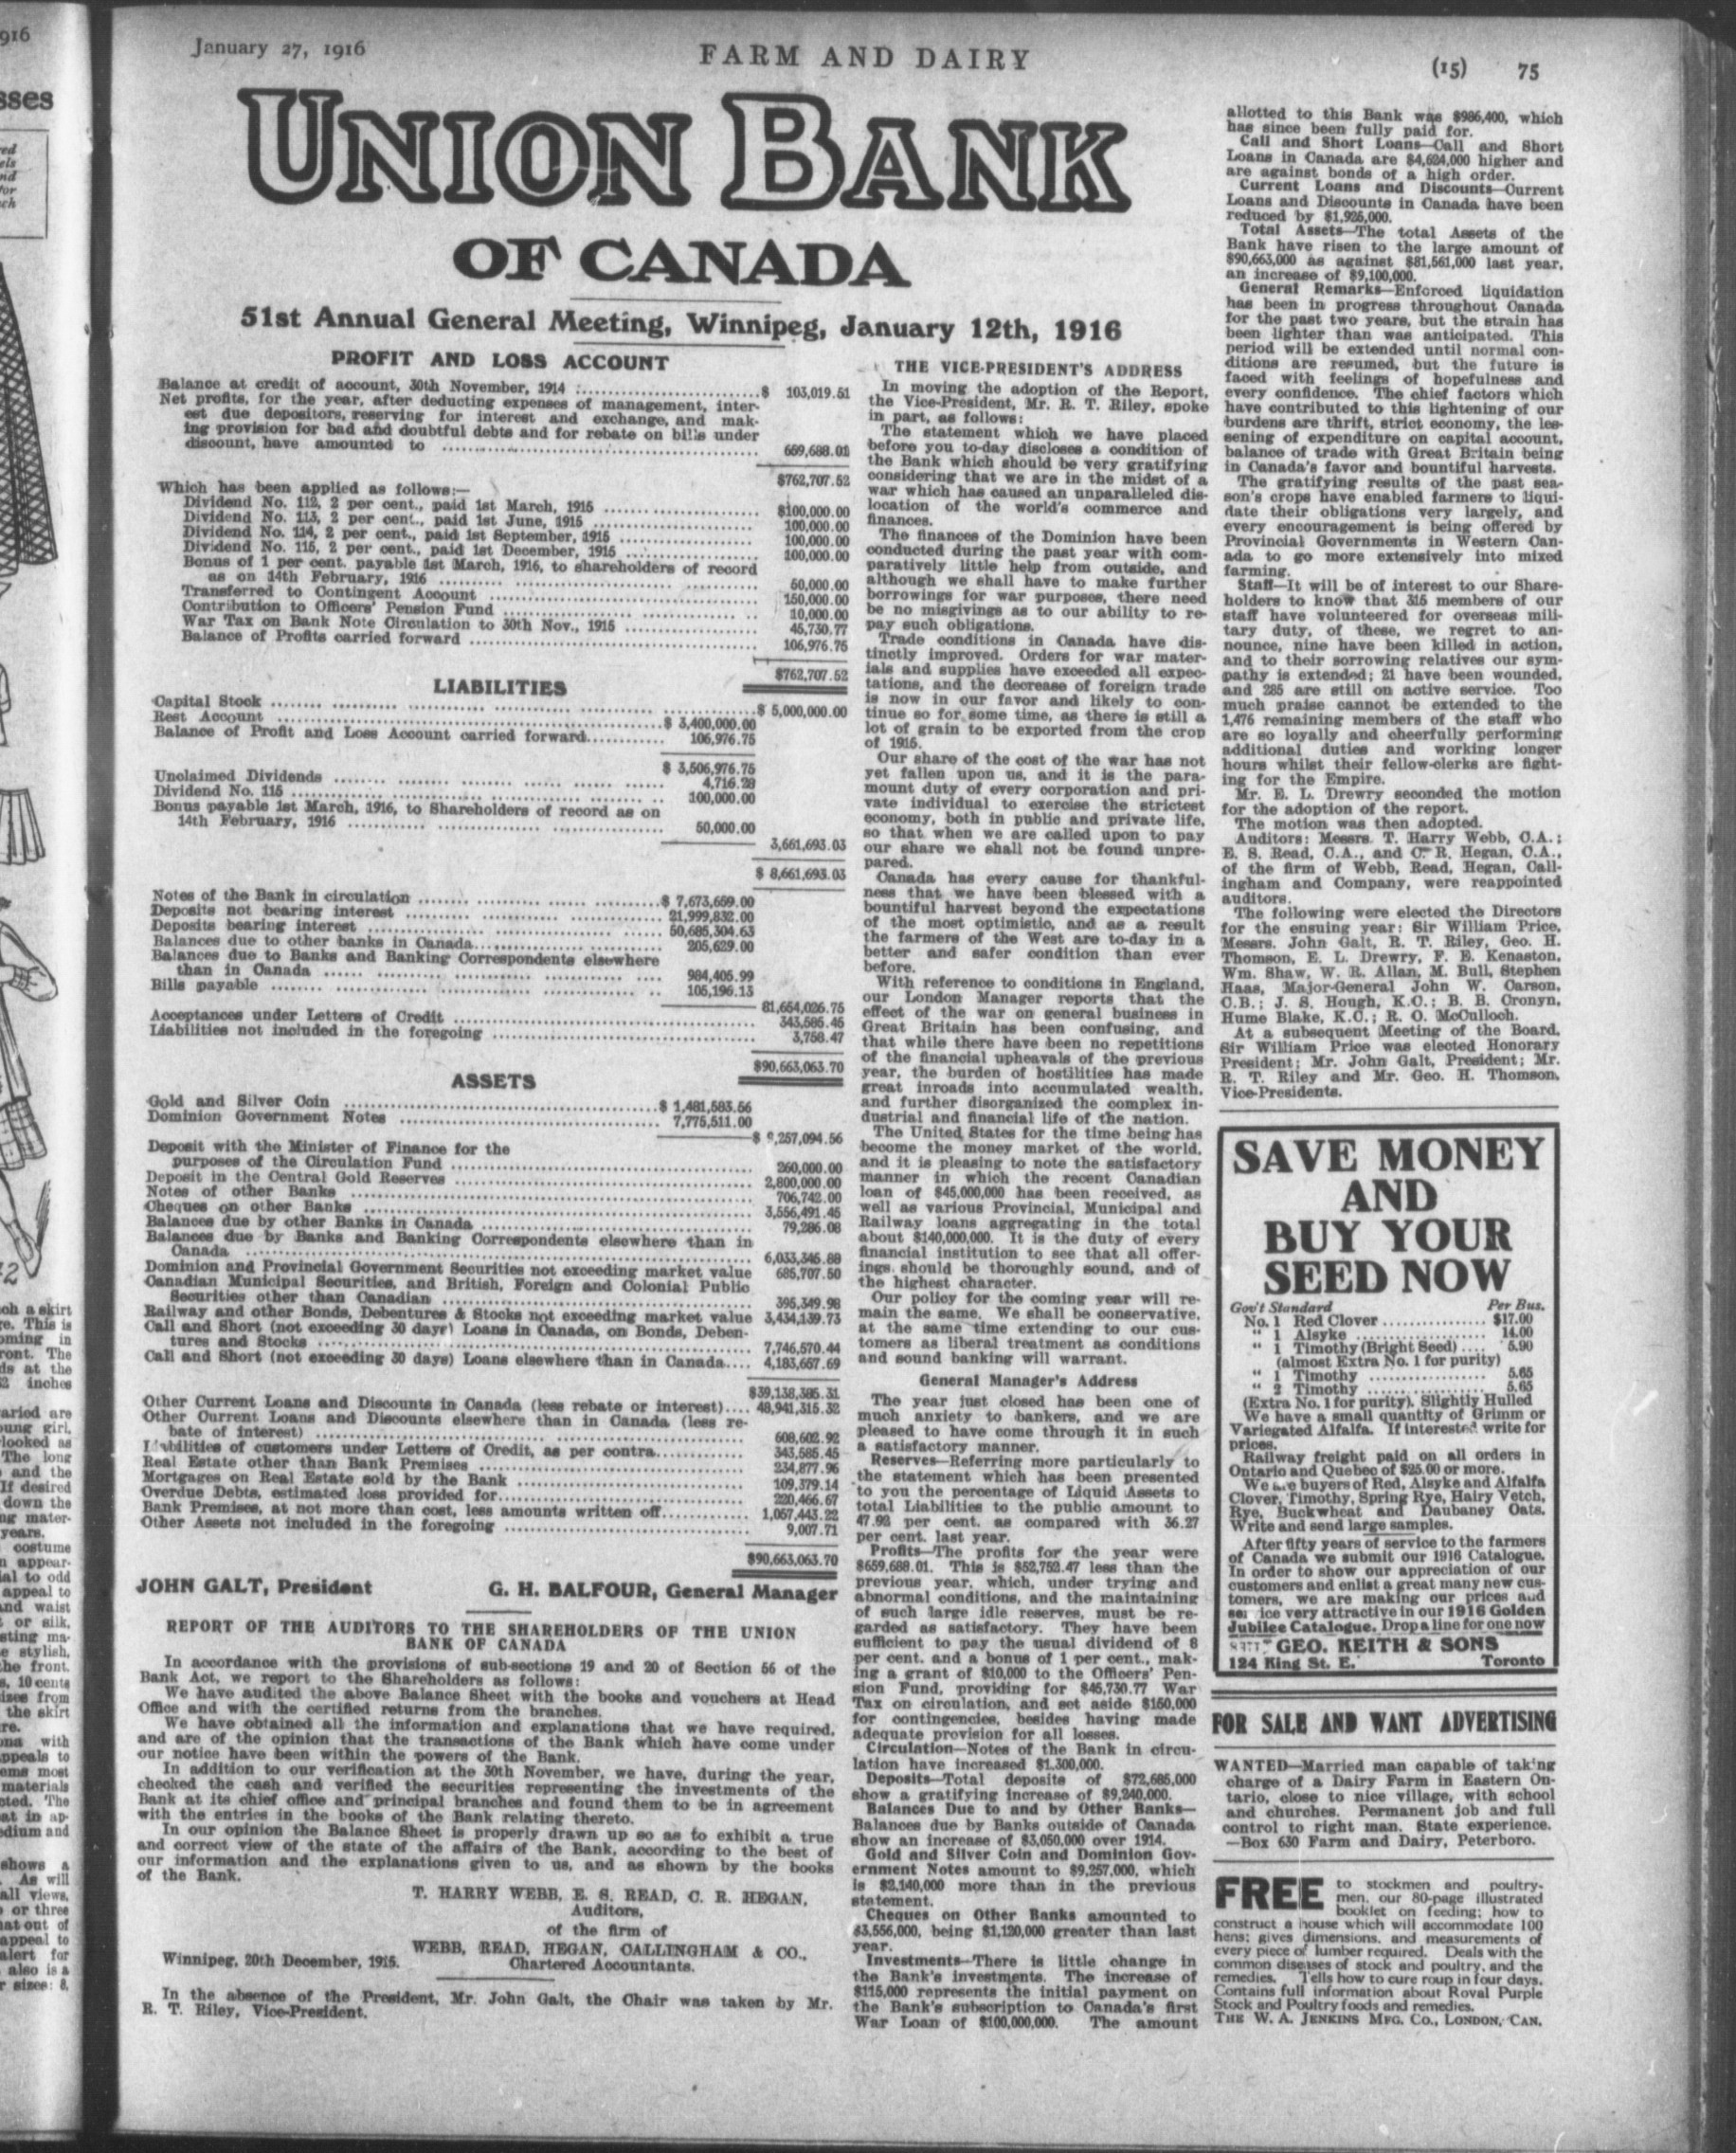 January 27, 1916
FARM AND DAIRY
(15) 75
UNION BANK
OF CANADA
51st Annual General Meeting, Winnipeg, January 12th, 1916
PROFIT AND LOSS ACCOUNT
Balance at credit of account, 30th November, 1914 ........ $ 103,019.51
Net profits, for the year, after deducting expenses of management, inter-
est due depositors, reserving for interest and exchange, and mak-
ing provision for bad and doubtful debts and for rebate on bills under
discount, have amounted to ........ 659,688.01
$762,707.52
Which has been applied as follows:—
Dividend No. 112, 2 per cent., paid 1st March, 1915 ........ $100,000.00
Dividend No. 113, 2 per cent., paid 1st June, 1915 ........ 100,000.00
Dividend No. 114, 2 per cent., paid 1st September, 1915 ........ 100,000.00
Dividend No. 115, 2 per cent., paid 1st December, 1915 ........ 100,000.00
Bonus of 1 per cent. payable 1st March, 1916, to shareholders of record
as on 14th February, 1916 ........ 50,000.00
Transferred to Contingent Account ........ 150,000.00
Contribution to Officers' Pension Fund ........ 10,000.00
War Tax on Bank Note Circulation to 30th Nov., 1915 ........ 45,730.77
Balance of Profits carried forward ........ 106,976.75
$762,707.52
LIABILITIES
Capital Stock ........ $ 5,000,000.00
Rest Account ........ $ 3,400,000.00
Balance of Profit and Loss Account carried forward ........ 106,976.75
$ 3,506,976.75
Unclaimed Dividends ........ 4,716.28
Dividend No. 115 ........ 100,000.00
Bonus payable 1st March, 1916, to Shareholders of record as on
14th February, 1916 ........ 50,000.00
3,661,693.03
$ 8,661,693.03
Notes of the Bank in circulation ........ $ 7,673,659.00
Deposits not bearing interest ........ 21,999,832.00
Deposits bearing interest ........ 50,685,304.63
Balances due to other banks in Canada ........ 205,629.00
Balances due to Banks and Banking Correspondents elsewhere
than in Canada ........ 984,405.99
Bills payable ........ 105,196.13
81,654,026.75
Acceptances under Letters of Credit ........ 343,585.45
Liabilities not included in the foregoing ........ 3,758.47
$90,663,063.70
ASSETS
Gold and Silver Coin ........ $ 1,481,583.56
Dominion Government Notes ........ 7,775,511.00
$ 9,257,094.56
Deposit with the Minister of Finance for the
purposes of the Circulation Fund ........ 260,000.00
Deposit in the Central Gold Reserves ........ 2,800,000.00
Notes of other Banks ........ 706,742.00
Cheques on other Banks ........ 3,556,491.45
Balances due by other Banks in Canada ........ 79,286.08
Balances due by Banks and Banking Correspondents elsewhere than in
Canada ........ 6,033,346.88
Dominion and Provincial Government Securities not exceeding market value 685,707.50
Canadian Municipal Securities, and British, Foreign and Colonial Public
Securities other than Canadian ........ 395,349.98
Railway and other Bonds, Debentures & Stocks not exceeding market value 3,434,139.73
Call and Short (not exceeding 30 days) Loans in Canada, on Bonds, Deben-
tures and Stocks ........ 7,746,570.44
Call and Short (not exceeding 30 days) Loans elsewhere than in Canada.... 4,183,657.69
$39,138,385.31
Other Current Loans and Discounts in Canada (less rebate or interest).... 48,941,315.32
Other Current Loans and Discounts elsewhere than in Canada (less re-
bate of interest) ........ 608,602.92
Liabilities of customers under Letters of Credit, as per contra ........ 343,585.45
Real Estate other than Bank Premises ........ 234,877.96
Mortgages on Real Estate sold by the Bank ........ 109,379.14
Overdue Debts, estimated loss provided for ........ 220,466.67
Bank Premises, at not more than cost, less amounts written off ........ 1,057,443.22
Other Assets not included in the foregoing ........ 9,007.71
$90,663,063.70
JOHN GALT, President
G. H. BALFOUR, General Manager
REPORT OF THE AUDITORS TO THE SHAREHOLDERS OF THE UNION
BANK OF CANADA
In accordance with the provisions of sub-sections 19 and 20 of Section 56 of the
Bank Act, we report to the Shareholders as follows:
We have audited the above Balance Sheet with the books and vouchers at Head
Office and with the certified returns from the branches.
We have obtained all the information and explanations that we have required,
and are of the opinion that the transactions of the Bank which have come under
our notice have been within the powers of the Bank.
In addition to our verification at the 30th November, we have, during the year,
checked the cash and verified the securities representing the investments of the
Bank at its chief office and principal branches and found them to be in agreement
with the entries in the books of the Bank relating thereto.
In our opinion the Balance Sheet is properly drawn up so as to exhibit a true
and correct view of the state of the affairs of the Bank, according to the best of
our information and the explanations given to us, and as shown by the books
of the Bank.
T. HARRY WEBB, E. S. READ, C. R. HEGAN,
Auditors,
of the firm of
WEBB, READ, HEGAN, CALLINGHAM & CO.,
Winnipeg, 20th December, 1915. Chartered Accountants.
In the absence of the President, Mr. John Galt, the Chair was taken by Mr.
R. T. Riley, Vice-President.
THE VICE-PRESIDENT'S ADDRESS
In moving the adoption of the Report,
the Vice-President, Mr. R. T. Riley, spoke
in part, as follows:
The statement which we have placed
before you to-day discloses a condition of
the Bank which should be very gratifying
considering that we are in the midst of a
war which has caused an unparalleled dis-
location of the world's commerce and
finances.
The finances of the Dominion have been
conducted during the past year with com-
paratively little help from outside, and
although we shall have to make further
borrowings for war purposes, there need
be no misgivings as to our ability to re-
pay such obligations.
Trade conditions in Canada have dis-
tinctly improved. Orders for war mater-
ials and supplies have exceeded all expec-
tations, and the decrease of foreign trade
is now in our favor and likely to con-
tinue so for some time, as there is still a
lot of grain to be exported from the crop
of 1915.
Our share of the cost of the war has not
yet fallen upon us, and it is the para-
mount duty of every corporation and pri-
vate individual to exercise the strictest
economy, both in public and private life,
so that when we are called upon to pay
our share we shall not be found unpre-
pared.
Canada has every cause for thankful-
ness that we have been blessed with a
bountiful harvest beyond the expectations
of the most optimistic, and as a result
the farmers of the West are to-day in a
better and safer condition than ever
before.
With reference to conditions in England,
our London Manager reports that the
effect of the war on general business in
Great Britain has been confusing, and
that while there have been no repetitions
of the financial upheavals of the previous
year, the burden of hostilities has made
great inroads into accumulated wealth,
and further disorganized the complex in-
dustrial and financial life of the nation.
The United States for the time being has
become the money market of the world,
and it is pleasing to note the satisfactory
manner in which the recent Canadian
loan of $45,000,000 has been received, as
well as various Provincial, Municipal and
Railway loans aggregating in the total
about $140,000,000. It is the duty of every
financial institution to see that all offer-
ings should be thoroughly sound, and of
the highest character.
Our policy for the coming year will re-
main the same. We shall be conservative,
at the same time extending to our cus-
tomers as liberal treatment as conditions
and sound banking will warrant.
General Manager's Address
The year just closed has been one of
much anxiety to bankers, and we are
pleased to have come through it in such
a satisfactory manner.
Reserves—Referring more particularly to
the statement which has been presented
to you the percentage of Liquid Assets to
total Liabilities to the public amount to
47.92 per cent. as compared with 36.27
per cent. last year.
Profits—The profits for the year were
$659,688.01. This is $52,752.47 less than the
previous year, which, under trying and
abnormal conditions, and the maintaining
of such large idle reserves, must be re-
garded as satisfactory. They have been
sufficient to pay the usual dividend of 8
per cent. and a bonus of 1 per cent., mak-
ing a grant of $10,000 to the Officers' Pen-
sion Fund, providing for $45,730.77 War
Tax on circulation, and set aside $150,000
for contingencies, besides having made
adequate provision for all losses.
Circulation—Notes of the Bank in circu-
lation have increased $1,300,000.
Deposits—Total deposits of $72,685,000
show a gratifying increase of $9,240,000.
Balances Due to and by Other Banks—
Balances due by Banks outside of Canada
show an increase of $3,050,000 over 1914.
Gold and Silver Coin and Dominion Gov-
ernment Notes amount to $9,257,000, which
is $2,140,000 more than in the previous
statement.
Cheques on Other Banks amounted to
$3,556,000, being $1,120,000 greater than last
year.
Investments—There is little change in
the Bank's investments. The increase of
$115,000 represents the initial payment on
the Bank's subscription to Canada's first
War Loan of $100,000,000. The amount
allotted to this Bank was $986,400, which
has since been fully paid for.
Call and Short Loans—Call and Short
Loans in Canada are $4,624,000 higher and
are against bonds of a high order.
Current Loans and Discounts—Current
Loans and Discounts in Canada have been
reduced by $1,925,000.
Total Assets—The total Assets of the
Bank have risen to the large amount of
$90,663,000 as against $81,561,000 last year,
an increase of $9,100,000.
General Remarks—Enforced liquidation
has been in progress throughout Canada
for the past two years, but the strain has
been lighter than was anticipated. This
period will be extended until normal con-
ditions are resumed, but the future is
faced with feelings of hopefulness and
every confidence. The chief factors which
have contributed to this lightening of our
burdens are thrift, strict economy, the les-
sening of expenditure on capital account,
balance of trade with Great Britain being
in Canada's favor and bountiful harvests.
The gratifying results of the past sea-
son's crops have enabled farmers to liqui-
date their obligations very largely, and
every encouragement is being offered by
Provincial Governments in Western Can-
ada to go more extensively into mixed
farming.
Staff—It will be of interest to our Share-
holders to know that 315 members of our
staff have volunteered for overseas mili-
tary duty, of these, we regret to an-
nounce, nine have been killed in action,
and to their sorrowing relatives our sym-
pathy is extended; 21 have been wounded,
and 285 are still on active service. Too
much praise cannot be extended to the
1,476 remaining members of the staff who
are so loyally and cheerfully performing
additional duties and working longer
hours whilst their fellow-clerks are fight-
ing for the Empire.
Mr. E. L. Drewry seconded the motion
for the adoption of the report.
The motion was then adopted.
Auditors: Messrs. T. Harry Webb, C.A.;
E. S. Read, C.A., and C. R. Hegan, C.A.,
of the firm of Webb, Read, Hegan, Call-
ingham and Company, were reappointed
auditors.
The following were elected the Directors
for the ensuing year: Sir William Price,
Messrs. John Galt, R. T. Riley, Geo. H.
Thomson, E. L. Drewry, F. E. Kenaston,
Wm. Shaw, W. R. Allan, M. Bull, Stephen
Haas, Major-General John W. Carson,
C.B.; J. S. Hough, K.C.; B. B. Cronyn,
Hume Blake, K.C.; R. O. McCulloch.
At a subsequent Meeting of the Board,
Sir William Price was elected Honorary
President; Mr. John Galt, President; Mr.
R. T. Riley and Mr. Geo. H. Thomson,
Vice-Presidents.
SAVE MONEY
AND
BUY YOUR
SEED NOW
Gov't Standard Per Bus.
No. 1 Red Clover ........ $17.00
" 1 Alsyke ........ 14.00
" 1 Timothy (Bright Seed) .... 5.90
(almost Extra No. 1 for purity)
" 1 Timothy ........ 5.65
" 2 Timothy ........ 5.65
(Extra No. 1 for purity). Slightly Hulled
We have a small quantity of Grimm or
Variegated Alfalfa. If interested write for
prices.
Railway freight paid on all orders in
Ontario and Quebec of $25.00 or more.
We are buyers of Red, Alsyke and Alfalfa
Clover, Timothy, Spring Rye, Hairy Vetch,
Rye, Buckwheat and Daubaney Oats.
Write and send large samples.
After fifty years of service to the farmers
of Canada we submit our 1916 Catalogue.
In order to show our appreciation of our
customers and enlist a great many new cus-
tomers, we are making our prices and
service very attractive in our 1916 Golden
Jubilee Catalogue. Drop a line for one now
GEO. KEITH & SONS
124 King St. E. Toronto
FOR SALE AND WANT ADVERTISING
WANTED—Married man capable of taking
charge of a Dairy Farm in Eastern On-
tario, close to nice village, with school
and churches. Permanent job and full
control to right man. State experience.
—Box 630 Farm and Dairy, Peterboro.
FREE to stockmen and poultry-
men, our 80-page illustrated
booklet on feeding; how to
construct a house which will accommodate 100
hens; gives dimensions, and measurements of
every piece of lumber required. Deals with the
common diseases of stock and poultry, and the
remedies. Tells how to cure roup in four days.
Contains full information about Royal Purple
Stock and Poultry foods and remedies.
THE W. A. JENKINS MFG. CO., LONDON, CAN.